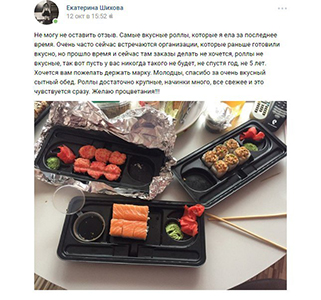 Екатерина Шихова
12 окт в 15:52
Не могу не оставить отзыв. Самые вкусные роллы, которые я ела за последнее
время. Очень часто сейчас встречаются организации, которые раньше готовили
вкусно, но прошло время и сейчас там заказы делать не хочется, роллы не
вкусные, так вот пусть у вас никогда такого не будет, не спустя год, не 5 лет.
Хочется вам пожелать держать марку. Молодцы, спасибо за очень вкусный
сытный обед. Роллы достаточно крупные, начинки много, все свежее и это
чувствуется сразу. Желаю процветания!!!